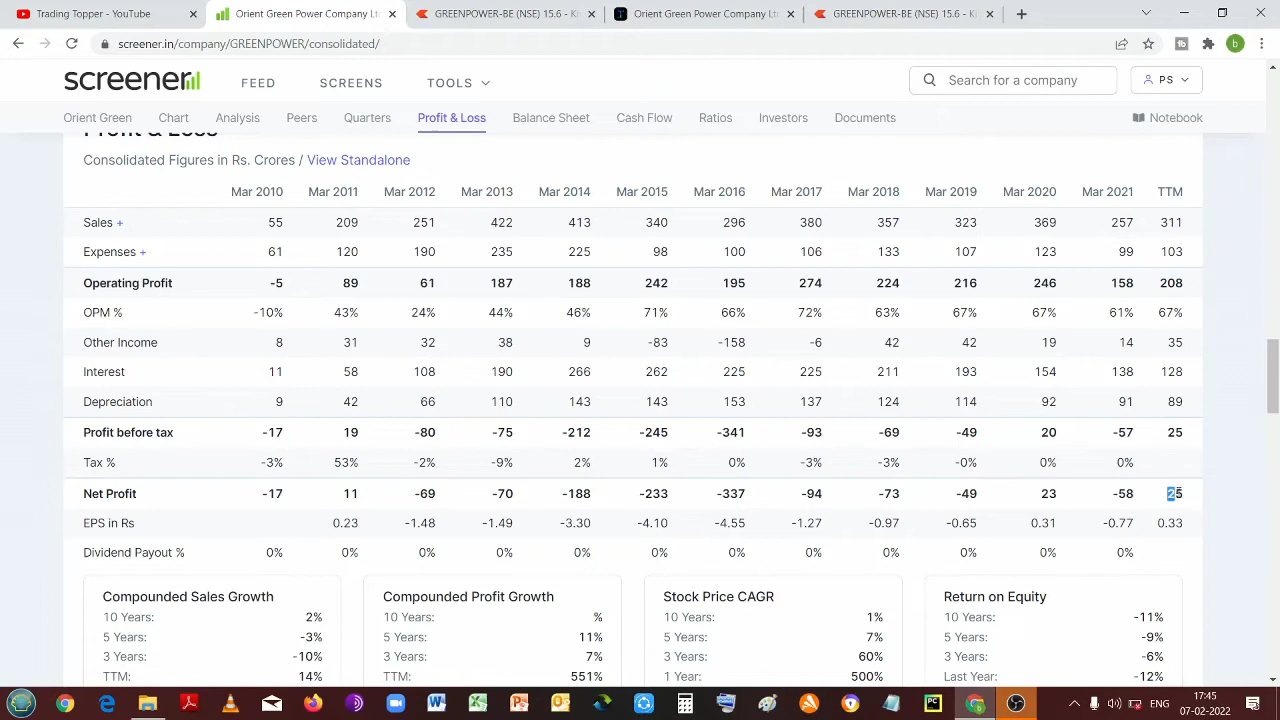 Trading Topper - YouTube
Orient Green Power Company Lt
GREENPOWER-BE (NSE) 15.6 - Ki
Orient Green Power Company Lt
GREENPOWER-BE (NSE) 15.6 -
screener.in/company/GREENPOWER/consolidated/
b
screener
FEED SCREENS TOOLS
Search for a company
PS
Orient Green Chart Analysis Peers Quarters Profit & Loss Balance Sheet Cash Flow Ratios Investors Documents Notebook
Profit & Loss
Consolidated Figures in Rs. Crores / View Standalone
Mar 2010 Mar 2011 Mar 2012 Mar 2013 Mar 2014 Mar 2015 Mar 2016 Mar 2017 Mar 2018 Mar 2019 Mar 2020 Mar 2021 TTM
Sales + 55 209 251 422 413 340 296 380 357 323 369 257 311
Expenses + 61 120 190 235 225 98 100 106 133 107 123 99 103
Operating Profit -5 89 61 187 188 242 195 274 224 216 246 158 208
OPM % -10% 43% 24% 44% 46% 71% 66% 72% 63% 67% 67% 61% 67%
Other Income 8 31 32 38 9 -83 -158 -6 42 42 19 14 35
Interest 11 58 108 190 266 262 225 225 211 193 154 138 128
Depreciation 9 42 66 110 143 143 153 137 124 114 92 91 89
Profit before tax -17 19 -80 -75 -212 -245 -341 -93 -69 -49 20 -57 25
Tax % -3% 53% -2% -9% 2% 1% 0% -3% -3% -0% 0% 0%
Net Profit -17 11 -69 -70 -188 -233 -337 -94 -73 -49 23 -58 25
EPS in Rs 0.23 -1.48 -1.49 -3.30 -4.10 -4.55 -1.27 -0.97 -0.65 0.31 -0.77 0.33
Dividend Payout % 0% 0% 0% 0% 0% 0% 0% 0% 0% 0% 0% 0%
Compounded Sales Growth
10 Years: 2%
5 Years: -3%
3 Years: -10%
TTM: 14%
Compounded Profit Growth
10 Years: %
5 Years: 11%
3 Years: 7%
TTM: 551%
Stock Price CAGR
10 Years: 1%
5 Years: 7%
3 Years: 60%
1 Year: 500%
Return on Equity
10 Years: -11%
5 Years: -9%
3 Years: -6%
Last Year: -12%
ENG
17:45
07-02-2022